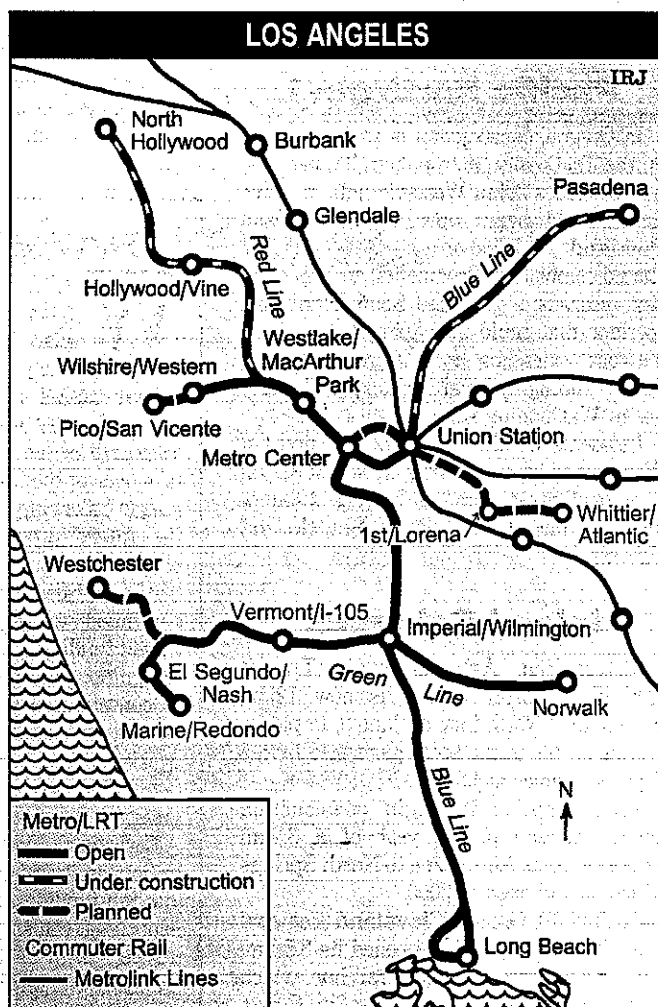 LOS ANGELES
IRJ
North
Hollywood
Burbank
Pasadena
Glendale
Blue Line
Red Line
Hollywood/Vine
Westlake/
MacArthur
Park
Wilshire/Western
Pico/San Vicente
Union Station
Metro Center
1st/Lorena
Whittier/
Atlantic
Westchester
Vermont/I-105
Imperial/Wilmington
El Segundo/
Nash
Green Line
Norwalk
Marine/Redondo
Blue Line
N
Long Beach
Metro/LRT
Open
Under construction
Planned
Commuter Rail
Metrolink Lines